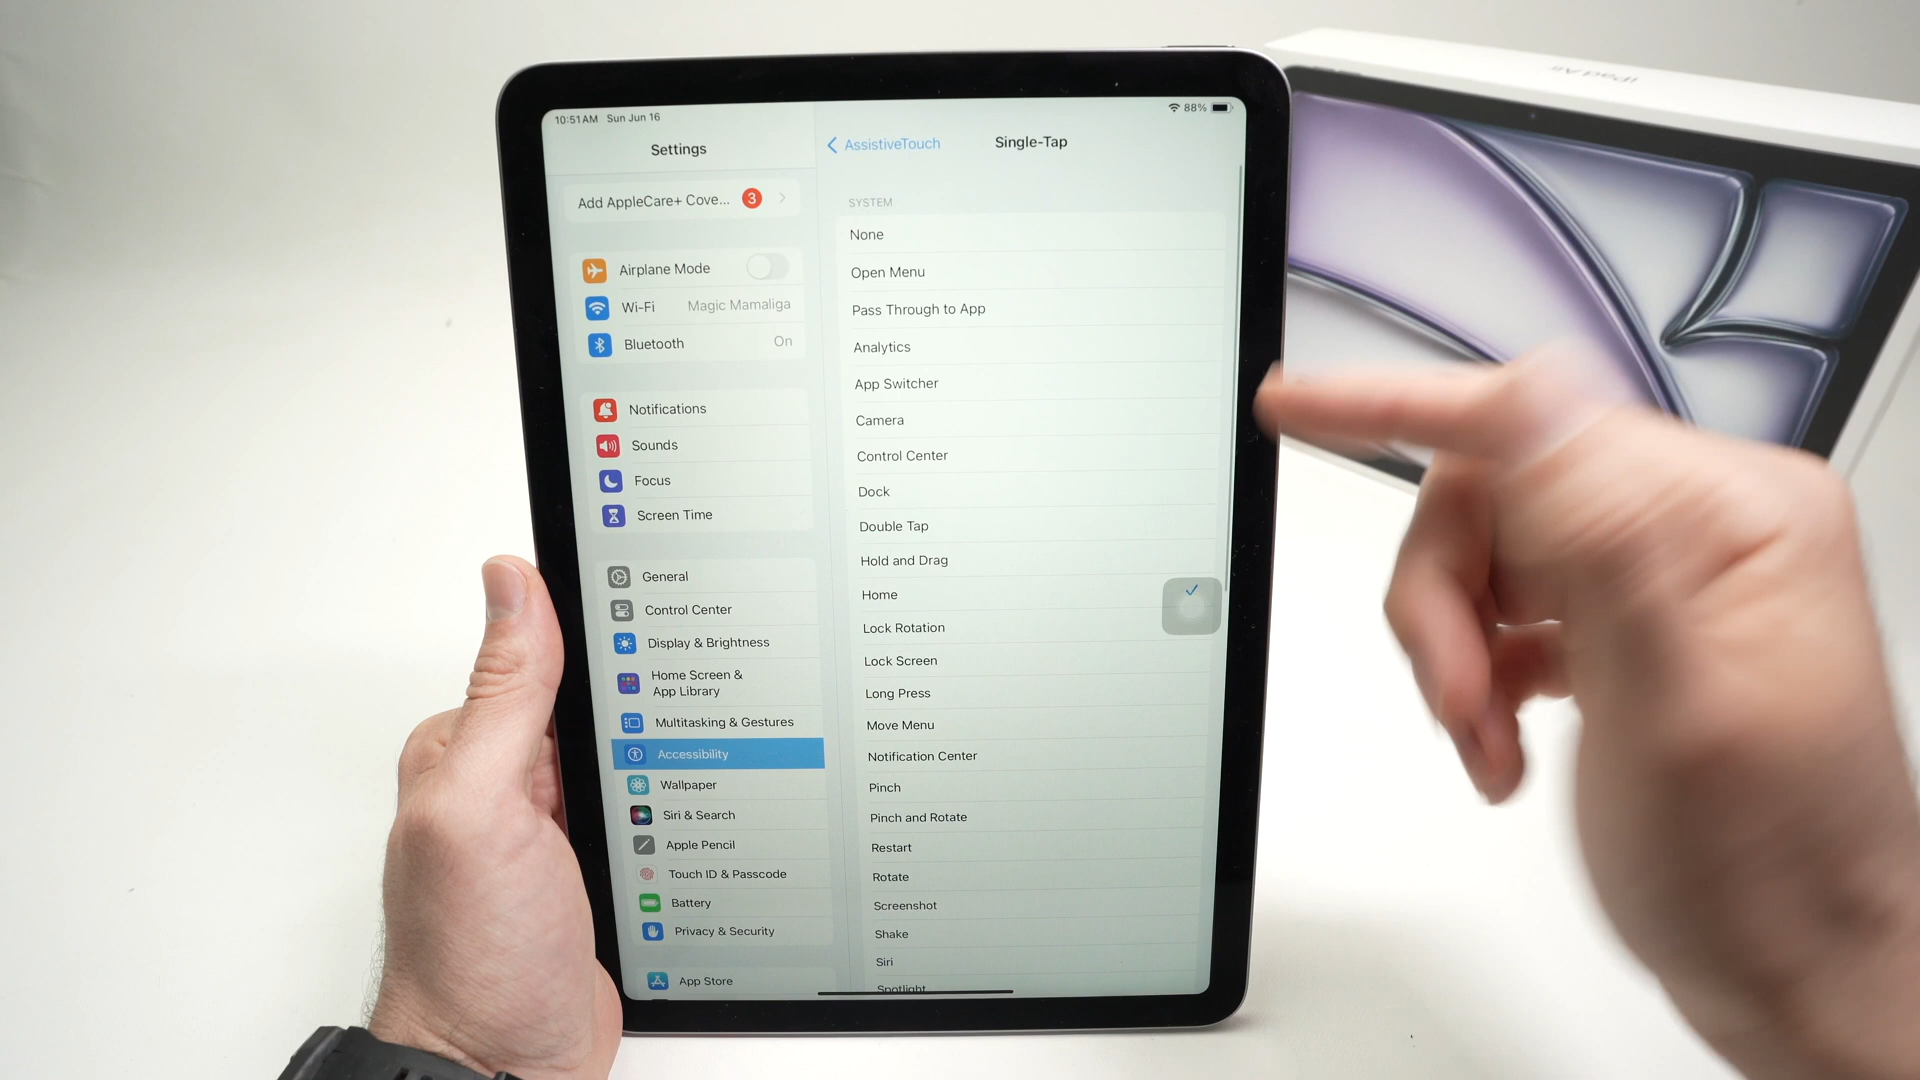 iPad Air
10:51 AM Sun Jun 16
88%
Settings
Add AppleCare+ Cove... 3
Airplane Mode
Wi-Fi Magic Mamaliga
Bluetooth On
Notifications
Sounds
Focus
Screen Time
General
Control Center
Display & Brightness
Home Screen &
App Library
Multitasking & Gestures
Accessibility
Wallpaper
Siri & Search
Apple Pencil
Touch ID & Passcode
Battery
Privacy & Security
App Store
AssistiveTouch
Single-Tap
SYSTEM
None
Open Menu
Pass Through to App
Analytics
App Switcher
Camera
Control Center
Dock
Double Tap
Hold and Drag
Home
Lock Rotation
Lock Screen
Long Press
Move Menu
Notification Center
Pinch
Pinch and Rotate
Restart
Rotate
Screenshot
Shake
Siri
Spotlight